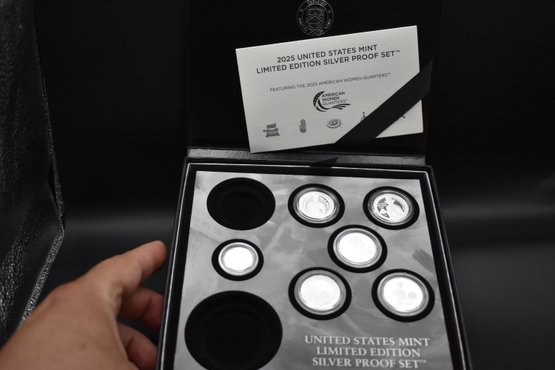 2025 UNITED STATES MINT
LIMITED EDITION SILVER PROOF SET™
FEATURING THE 2025 AMERICAN WOMEN QUARTERS™
AMERICAN
WOMEN
QUARTERS™
UNITED STATES MINT
LIMITED EDITION
SILVER PROOF SET™